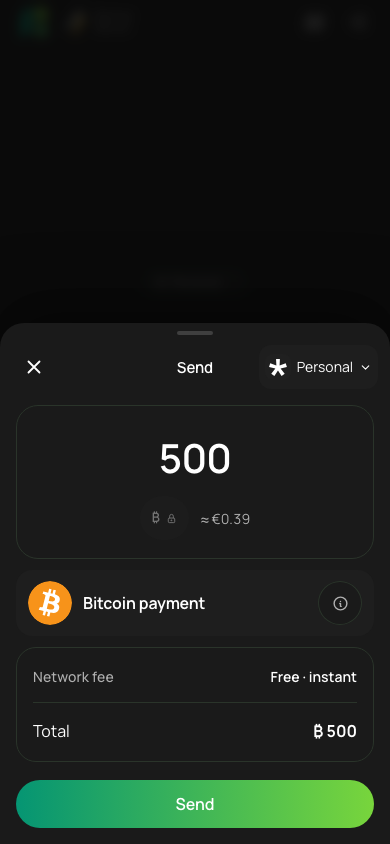 Send
Personal
500
₿
≈ €0.39
Bitcoin payment
Network fee
Free · instant
Total
₿ 500
Send